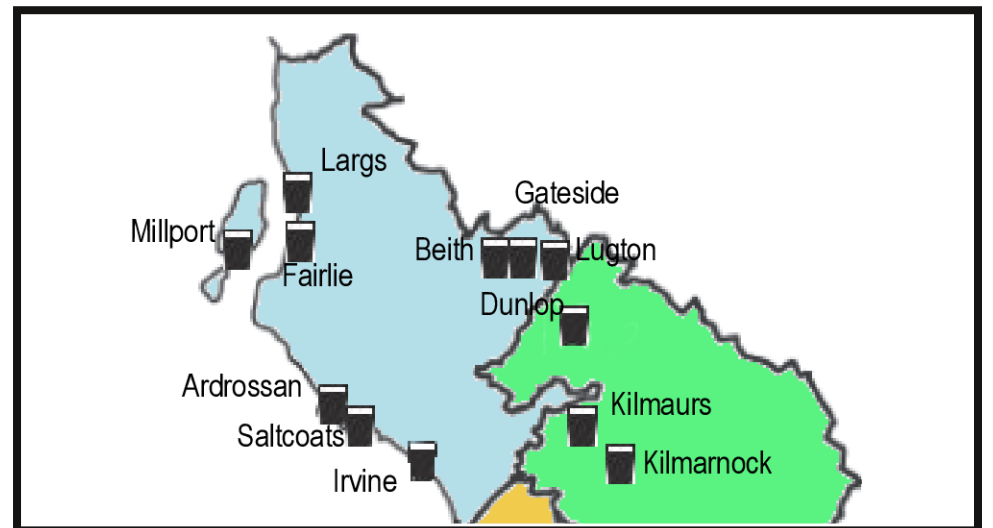 Largs
Gateside
Millport
Beith
Lugton
Fairlie
Dunlop
Ardrossan
Kilmaurs
Saltcoats
Kilmarnock
Irvine